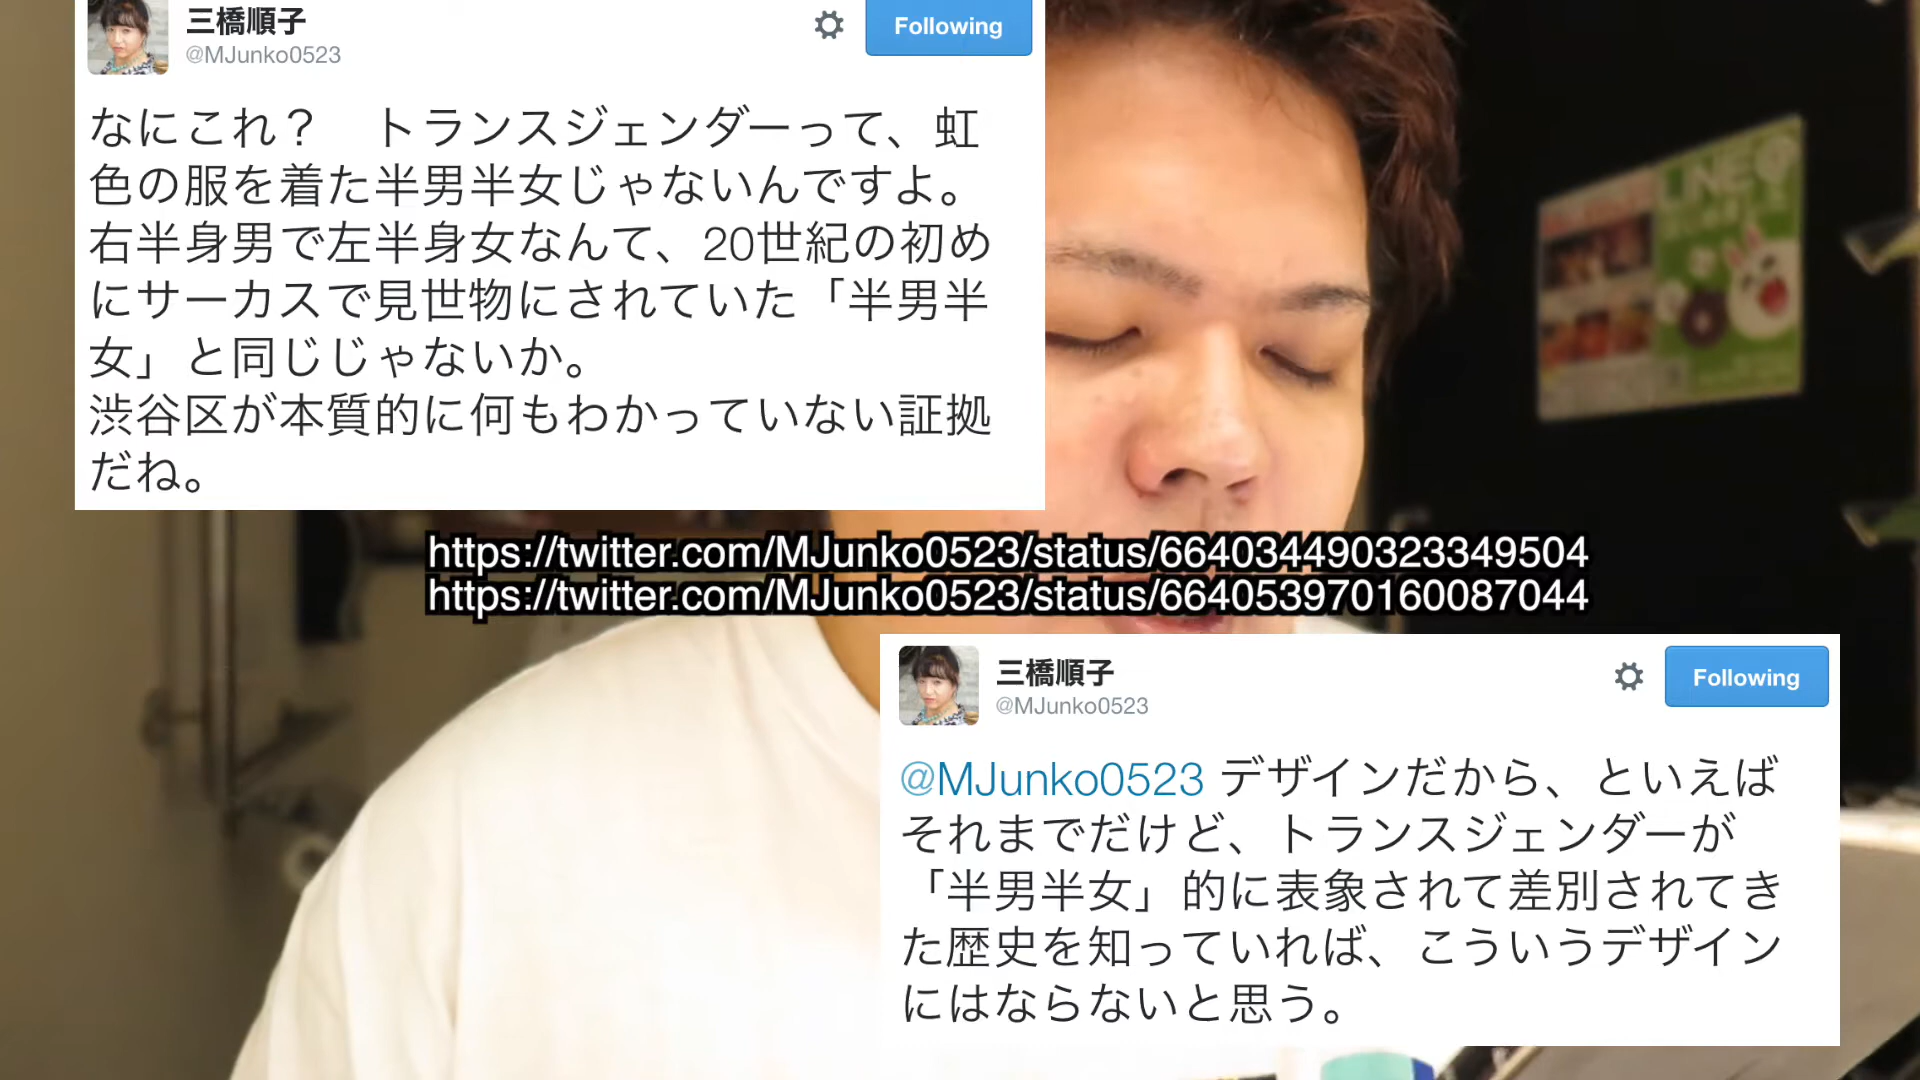 三橋順子
@MJunko0523
Following
なにこれ？　トランスジェンダーって、虹
色の服を着た半男半女じゃないんですよ。
右半身男で左半身女なんて、20世紀の初め
にサーカスで見世物にされていた「半男半
女」と同じじゃないか。
渋谷区が本質的に何もわかっていない証拠
だね。
LINE
https://twitter.com/MJunko0523/status/664034490323349504
https://twitter.com/MJunko0523/status/664053970160087044
三橋順子
@MJunko0523
Following
@MJunko0523 デザインだから、といえば
それまでだけど、トランスジェンダーが
「半男半女」的に表象されて差別されてき
た歴史を知っていれば、こういうデザイン
にはならないと思う。